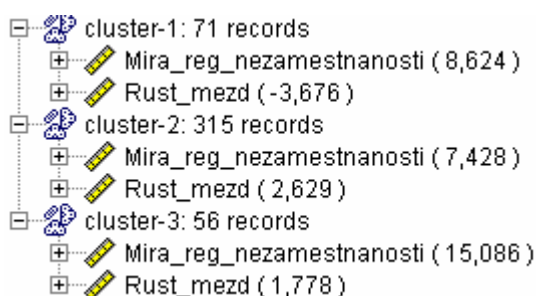 cluster-1: 71 records
Mira_reg_nezamestnanosti ( 8,624 )
Rust_mezd ( -3,676 )
cluster-2: 315 records
Mira_reg_nezamestnanosti ( 7,428 )
Rust_mezd ( 2,629 )
cluster-3: 56 records
Mira_reg_nezamestnanosti ( 15,086 )
Rust_mezd ( 1,778 )